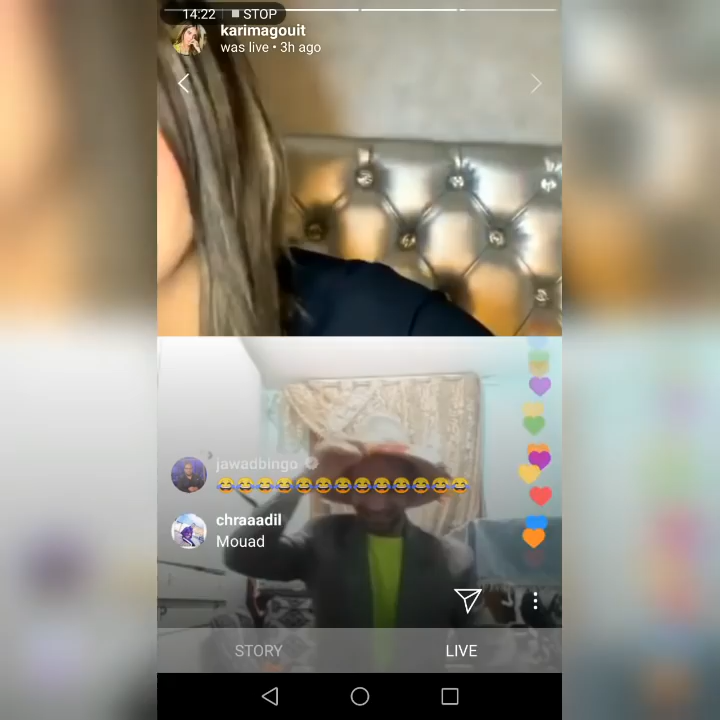 14:22 STOP
karimagouit
was live • 3h ago
jawadbingo
😂😂😂😂😂😂😂😂😂😂😂😂😂
chraaadil
Mouad
STORY LIVE